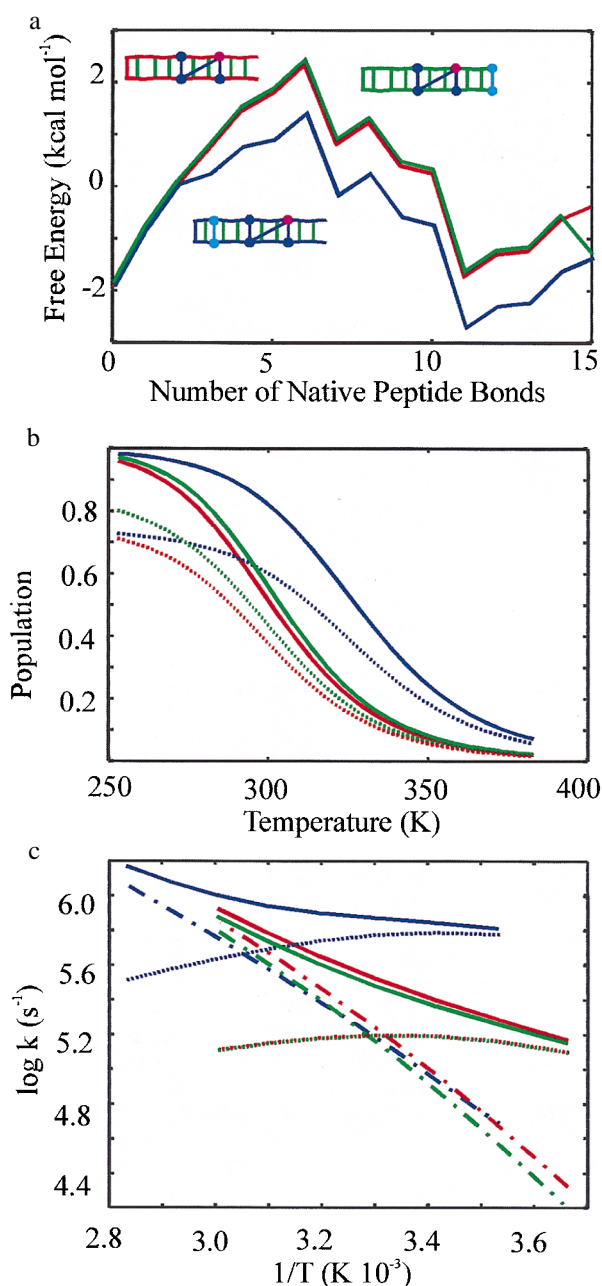 a
Free Energy (kcal mol⁻¹)
2
0
-2
0 5 10 15
Number of Native Peptide Bonds
b
Population
0.8
0.6
0.4
0.2
250 300 350 400
Temperature (K)
c
log k (s⁻¹)
6.0
5.6
5.2
4.8
4.4
2.8 3.0 3.2 3.4 3.6
1/T (K 10⁻³)